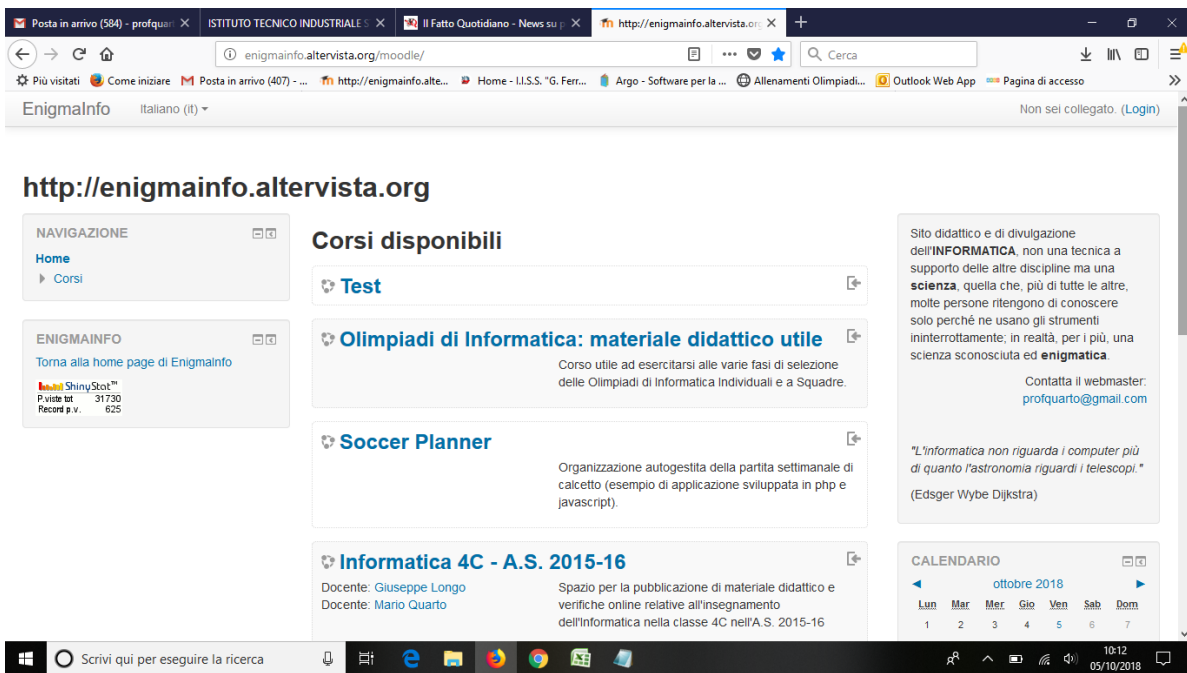 Posta in arrivo (584) - profquart
ISTITUTO TECNICO INDUSTRIALE S
Il Fatto Quotidiano - News su p
http://enigmainfo.altervista.org
enigmainfo.altervista.org/moodle/
Cerca
Più visitati
Come iniziare
Posta in arrivo (407) - ...
http://enigmainfo.alte...
Home - I.I.S.S. "G. Ferr...
Argo - Software per la ...
Allenamenti Olimpiadi...
Outlook Web App
Pagina di accesso
EnigmaInfo
Italiano (it)
Non sei collegato. (Login)
http://enigmainfo.altervista.org
NAVIGAZIONE
Home
Corsi
ENIGMAINFO
Torna alla home page di EnigmaInfo
ShinyStat™
P.viste tot 31730
Record p.v. 625
Corsi disponibili
Test
Olimpiadi di Informatica: materiale didattico utile
Corso utile ad esercitarsi alle varie fasi di selezione
delle Olimpiadi di Informatica Individuali e a Squadre.
Soccer Planner
Organizzazione autogestita della partita settimanale di
calcetto (esempio di applicazione sviluppata in php e
javascript).
Informatica 4C - A.S. 2015-16
Docente: Giuseppe Longo
Docente: Mario Quarto
Spazio per la pubblicazione di materiale didattico e
verifiche online relative all'insegnamento
dell'Informatica nella classe 4C nell'A.S. 2015-16
Sito didattico e di divulgazione
dell'INFORMATICA, non una tecnica a
supporto delle altre discipline ma una
scienza, quella che, più di tutte le altre,
molte persone ritengono di conoscere
solo perché ne usano gli strumenti
ininterrottamente; in realtà, per i più, una
scienza sconosciuta ed enigmatica.
Contatta il webmaster:
profquarto@gmail.com
"L'informatica non riguarda i computer più
di quanto l'astronomia riguardi i telescopi."
(Edsger Wybe Dijkstra)
CALENDARIO
ottobre 2018
Lun Mar Mer Gio Ven Sab Dom
1 2 3 4 5 6 7
Scrivi qui per eseguire la ricerca
10:12
05/10/2018